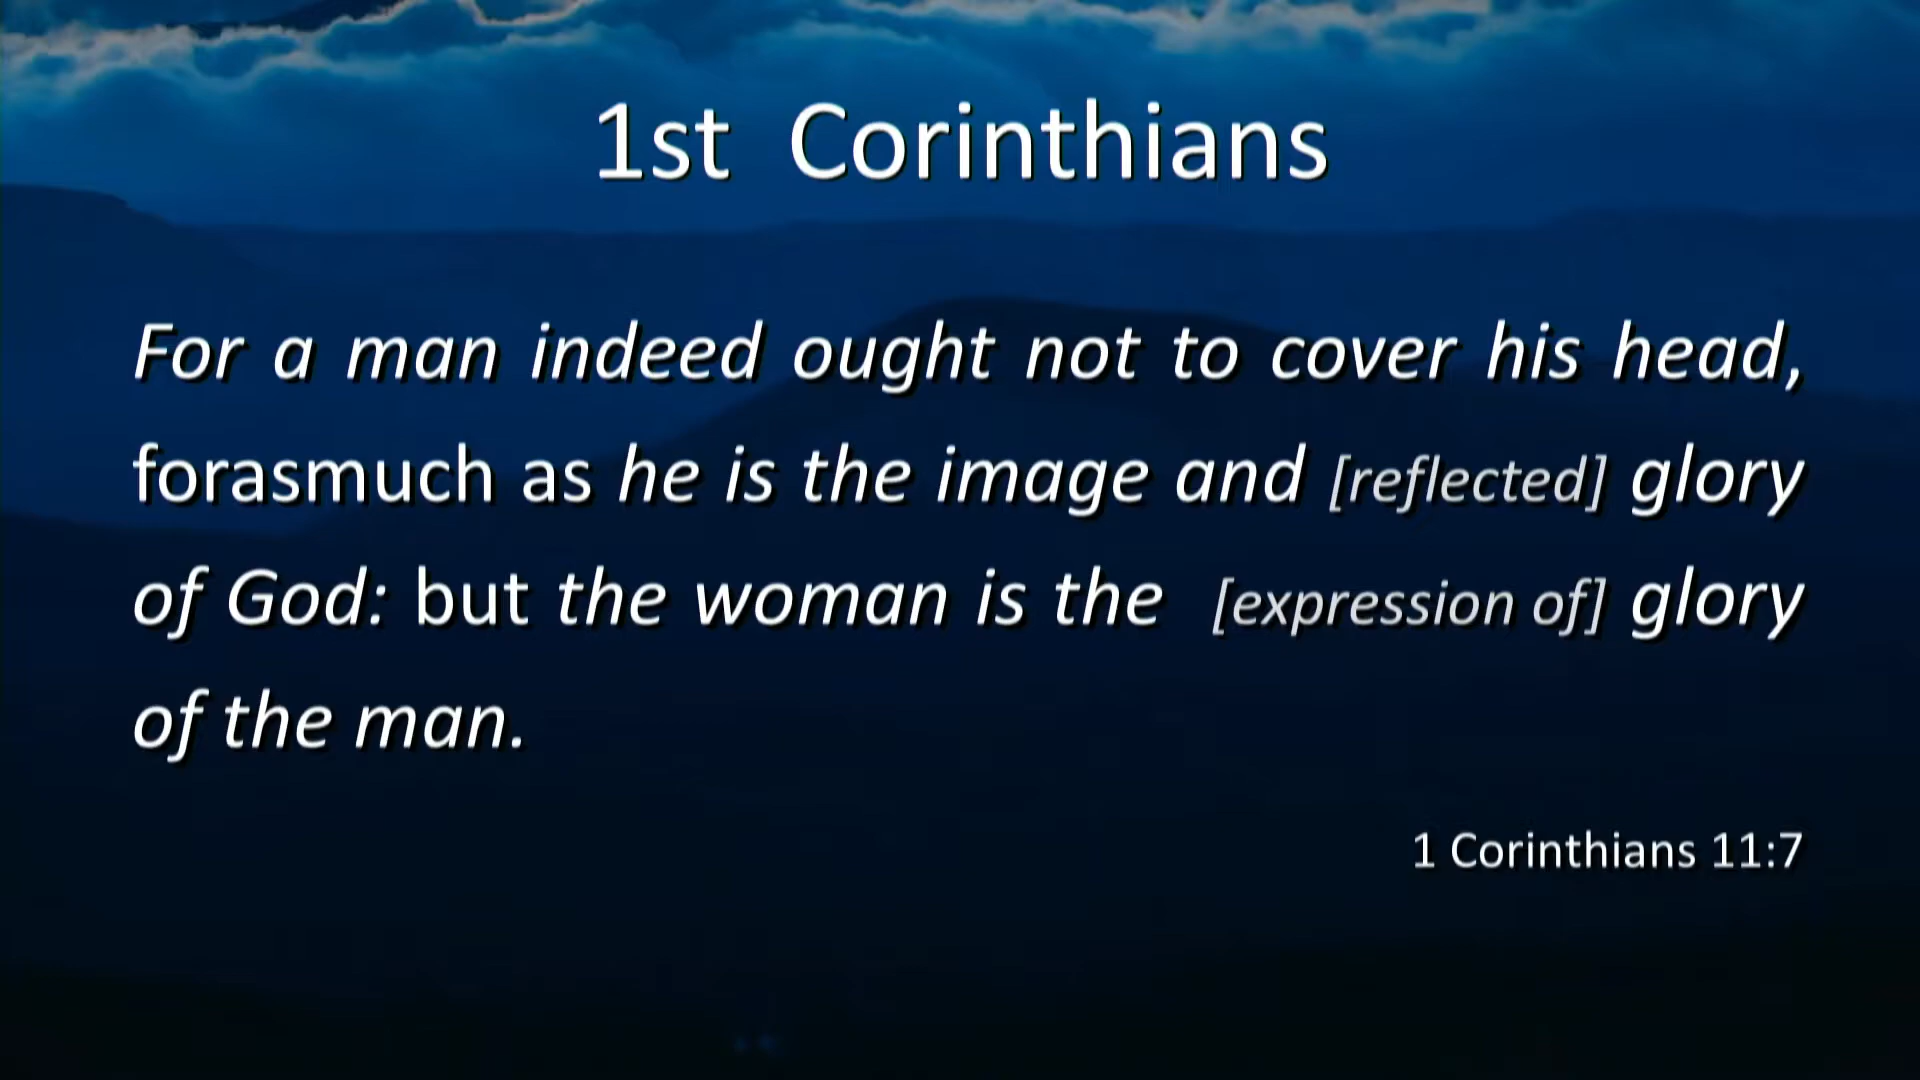 1st Corinthians
For a man indeed ought not to cover his head,
forasmuch as he is the image and [reflected] glory
of God: but the woman is the [expression of] glory
of the man.
1 Corinthians 11:7